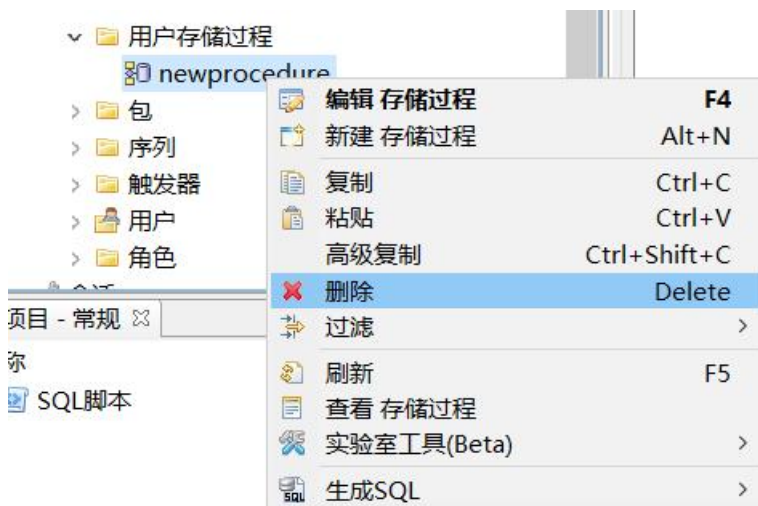 用户存储过程
newprocedure
编辑 存储过程 F4
新建 存储过程 Alt+N
包
序列
触发器
用户
角色
复制 Ctrl+C
粘贴 Ctrl+V
高级复制 Ctrl+Shift+C
删除 Delete
过滤
刷新 F5
查看 存储过程
实验室工具(Beta)
生成SQL
项目 - 常规
称
SQL脚本
SQL